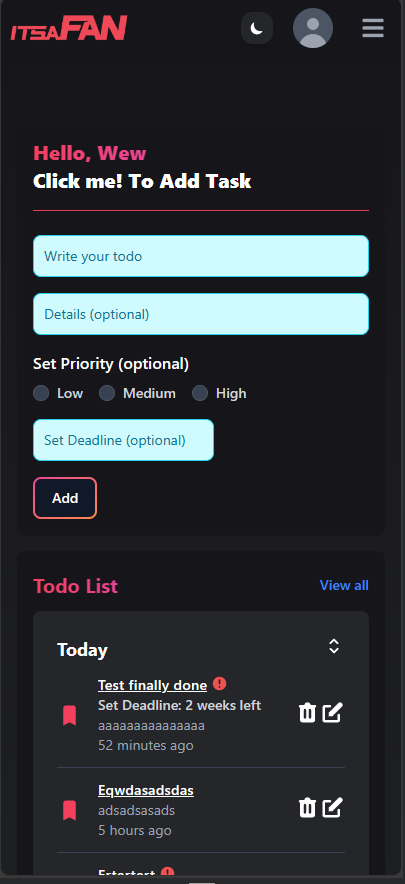 ITSAFAN
Hello, Wew
Click me! To Add Task
Write your todo
Details (optional)
Set Priority (optional)
Low Medium High
Set Deadline (optional)
Add
Todo List View all
Today
Test finally done
Set Deadline: 2 weeks left
aaaaaaaaaaaaaaa
52 minutes ago
Eqwdasadsdas
adsadsasads
5 hours ago